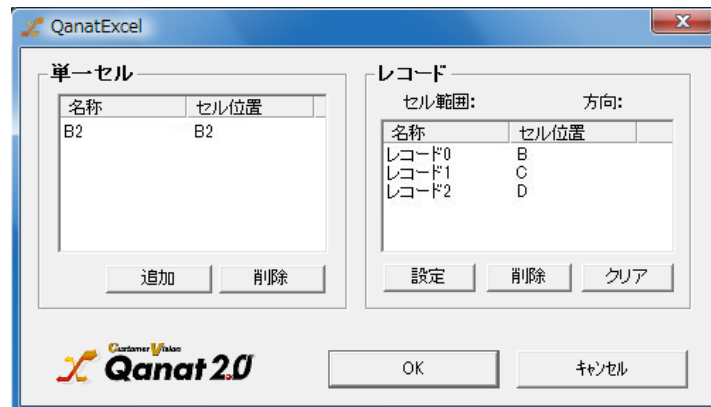 QanatExcel
単一セル
名称 セル位置
B2 B2
追加 削除
レコード
セル範囲: 方向:
名称 セル位置
レコード0 B
レコード1 C
レコード2 D
設定 削除 クリア
Customer Vision
Qanat 2.0
OK キャンセル